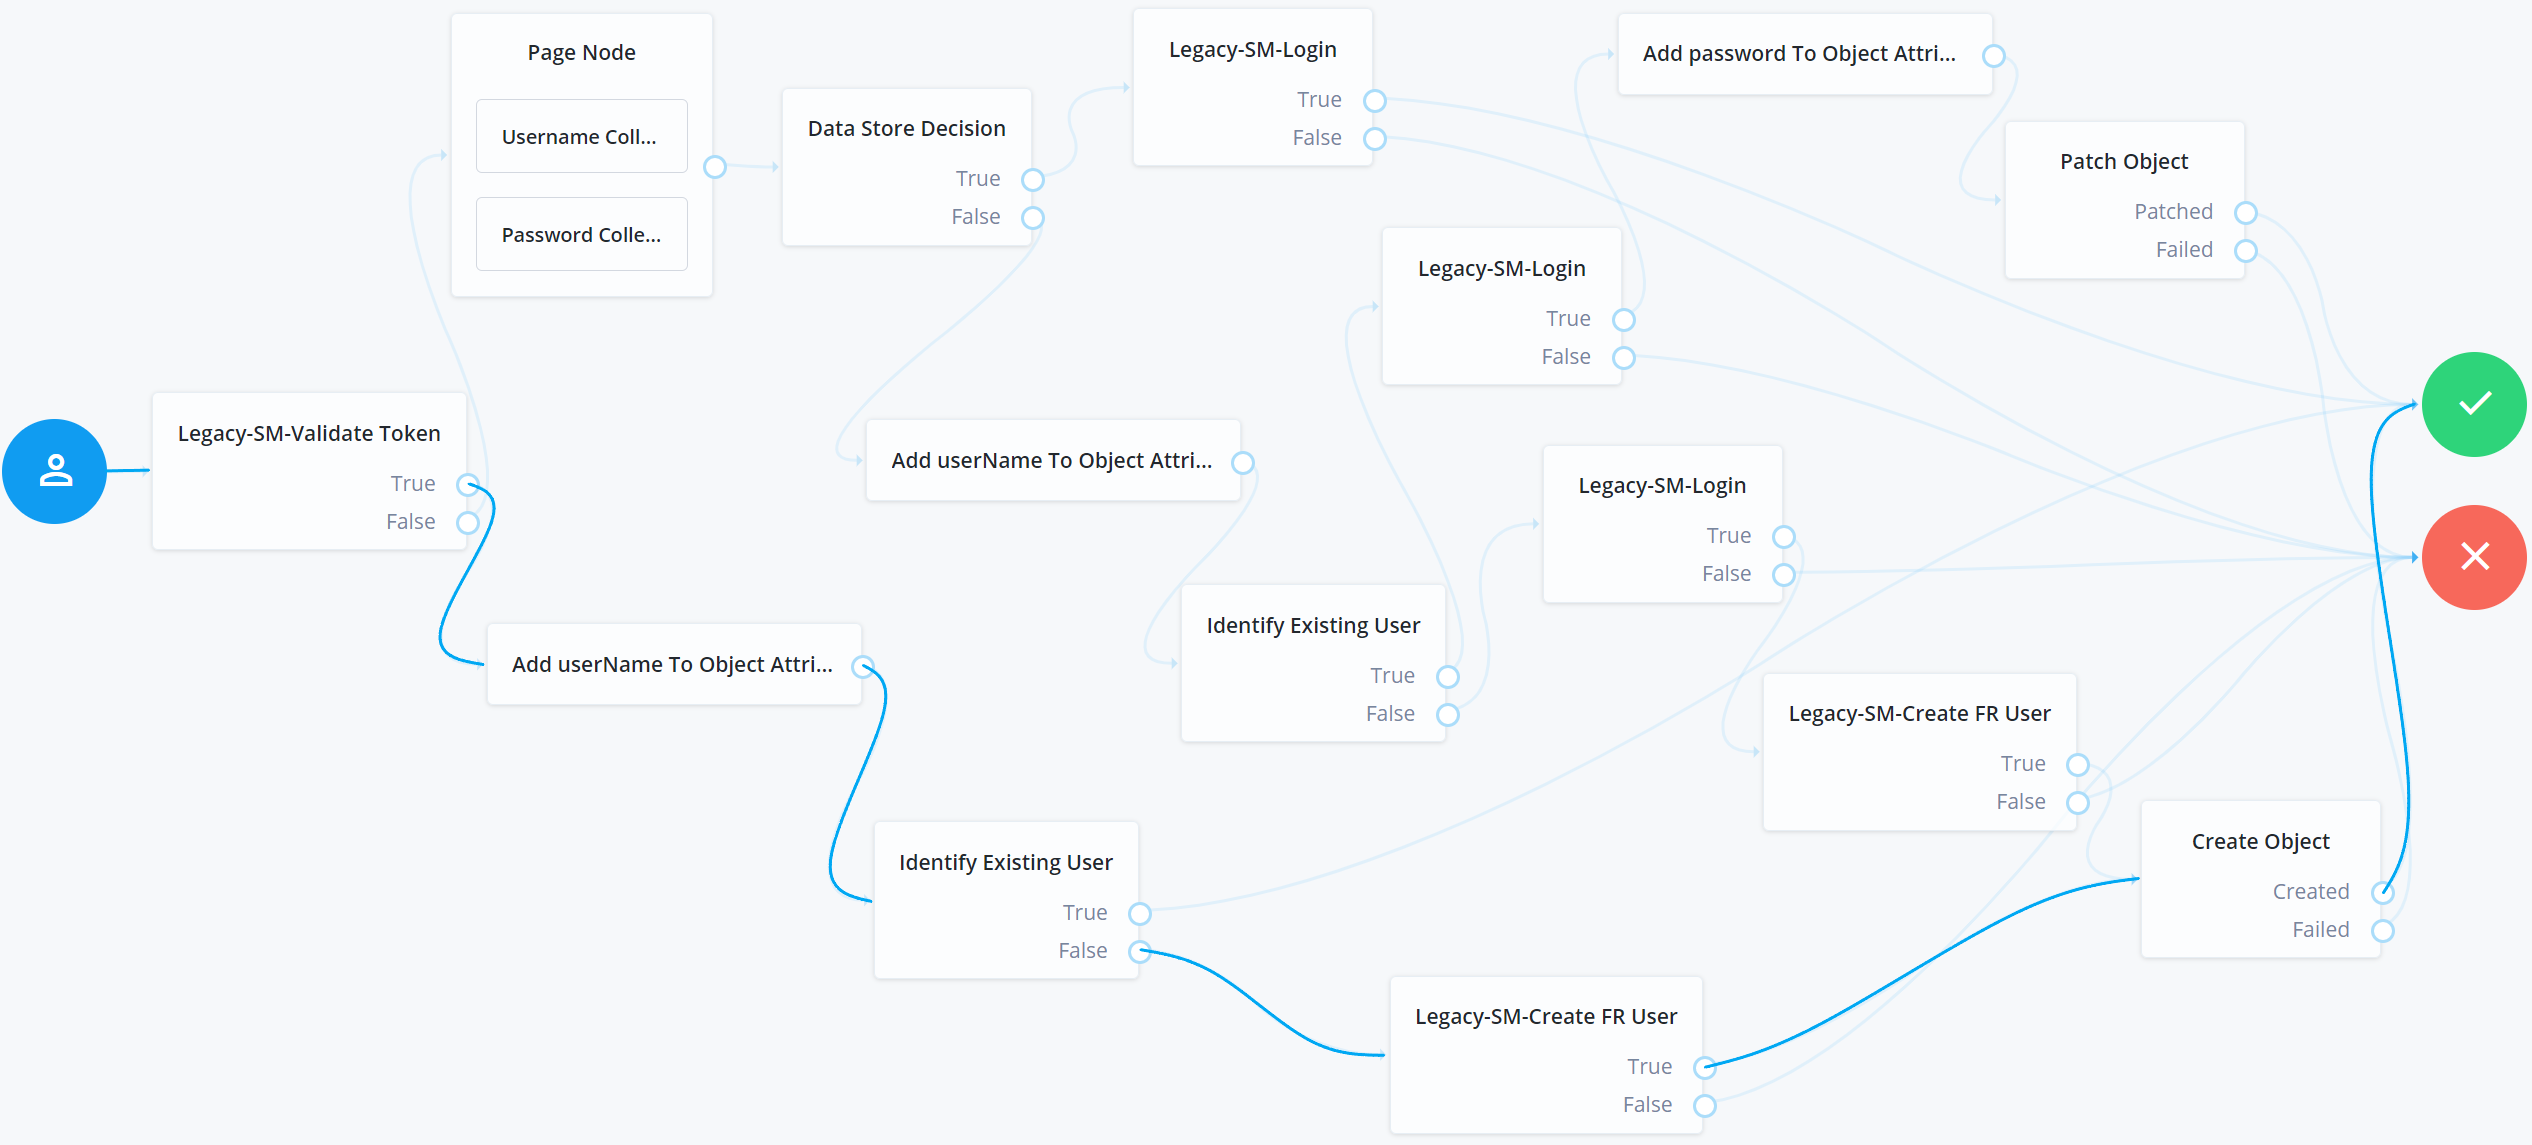 Page Node
Username Coll...
Password Colle...
Data Store Decision
True
False
Legacy-SM-Login
True
False
Add password To Object Attri...
Patch Object
Patched
Failed
Legacy-SM-Login
True
False
Legacy-SM-Validate Token
True
False
Add userName To Object Attri...
Legacy-SM-Login
True
False
Identify Existing User
True
False
Add userName To Object Attri...
Legacy-SM-Create FR User
True
False
Identify Existing User
True
False
Create Object
Created
Failed
Legacy-SM-Create FR User
True
False